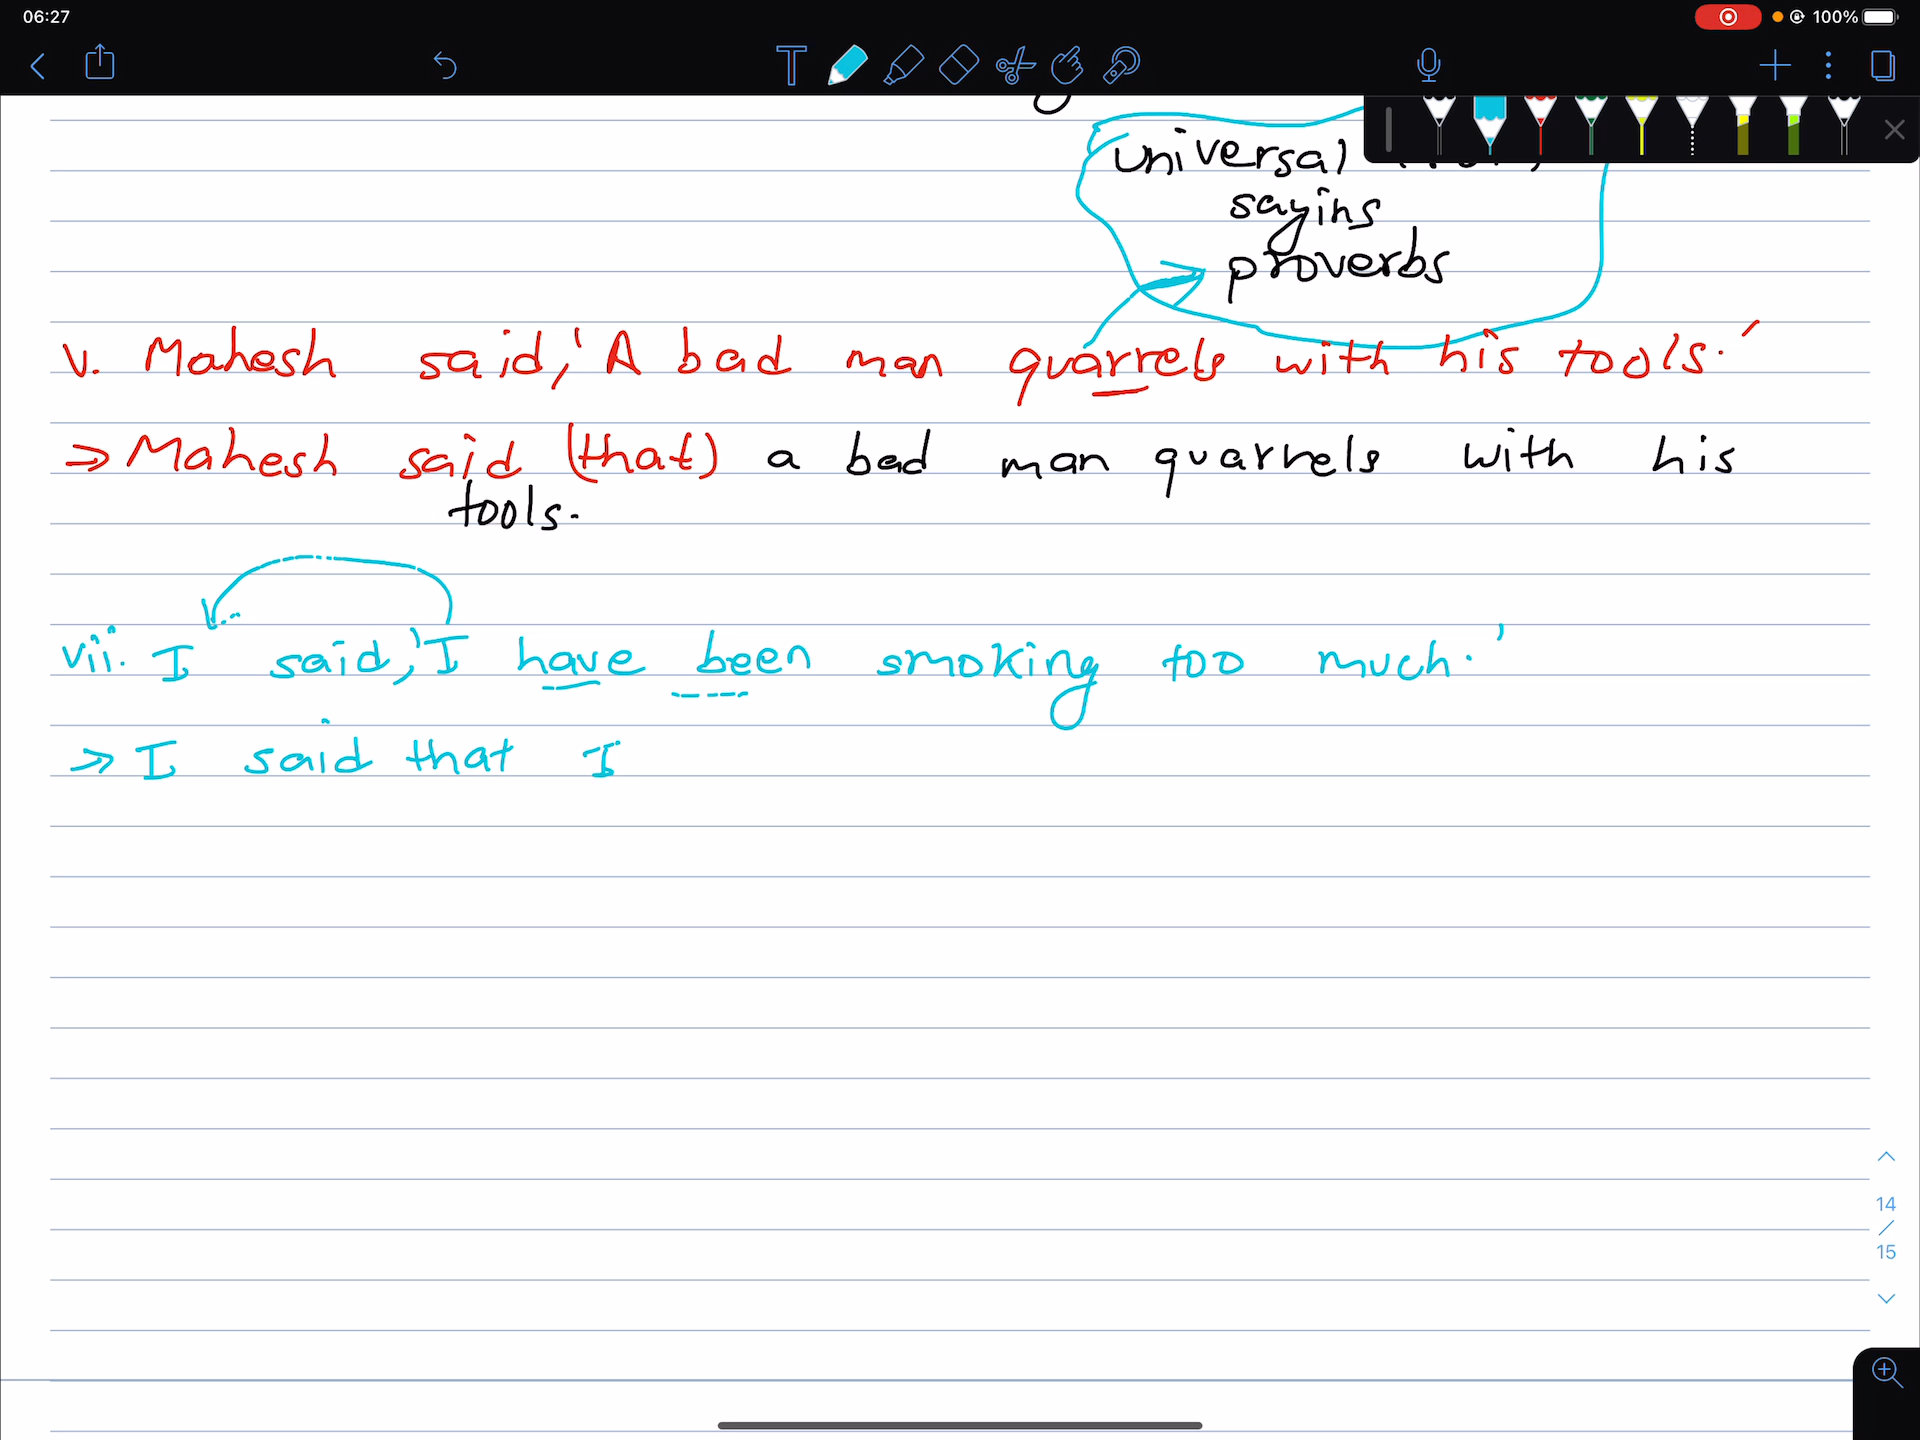 06:27
100%
universal
sayins
proverbs
v. Mahesh said,'A bad man quarrels with his tools.'
⇒ Mahesh said (that) a bad man quarrels with his
tools.
vii. I said,'I have been smoking too much.'
⇒ I said that I
14
/
15